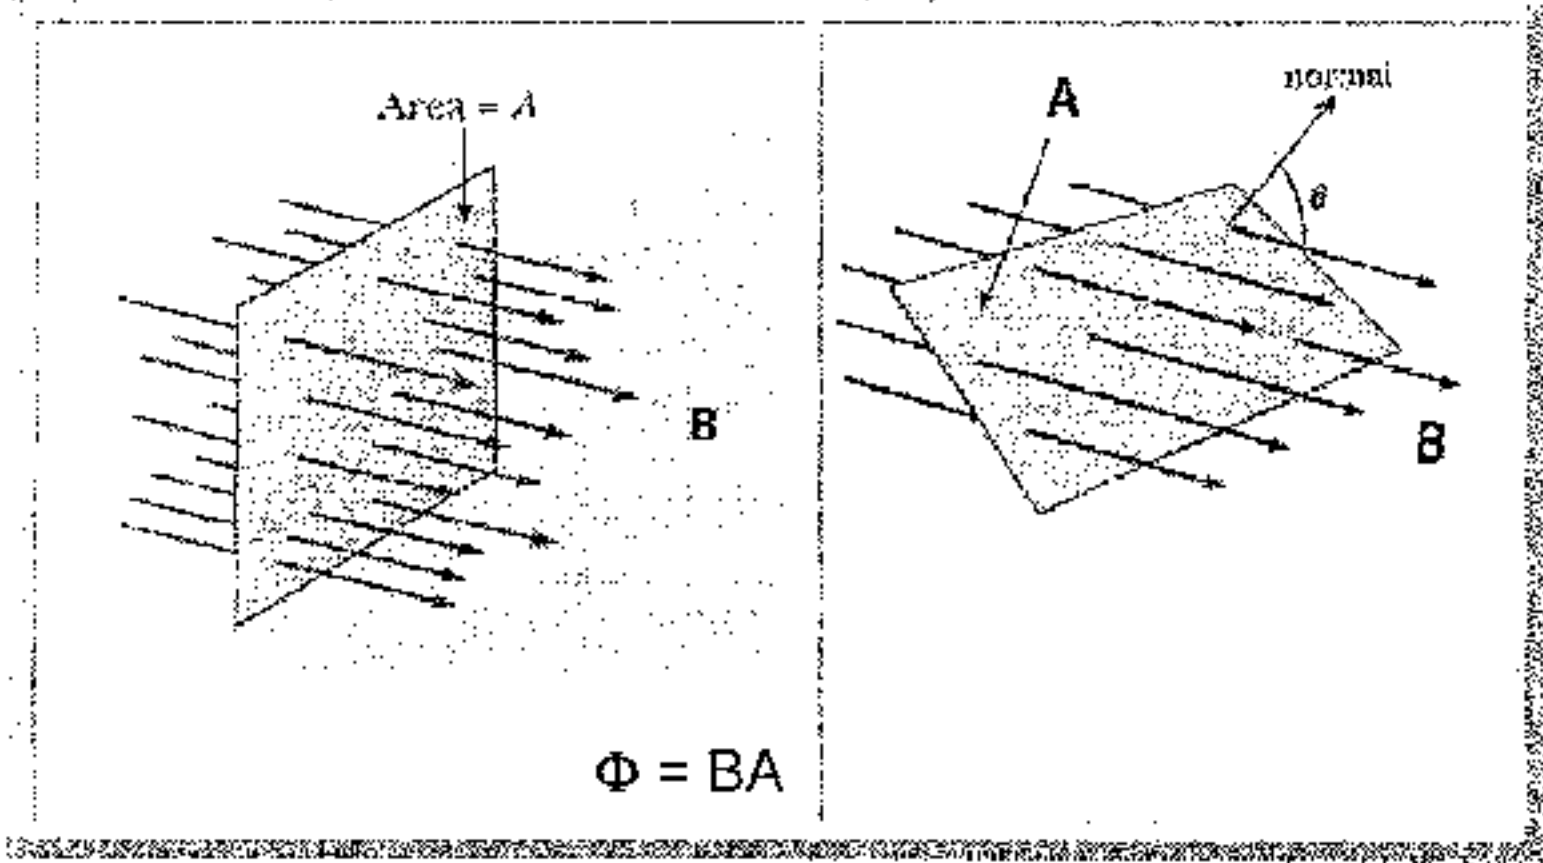 Area = A
B
Φ = BA
A
normal
θ
B